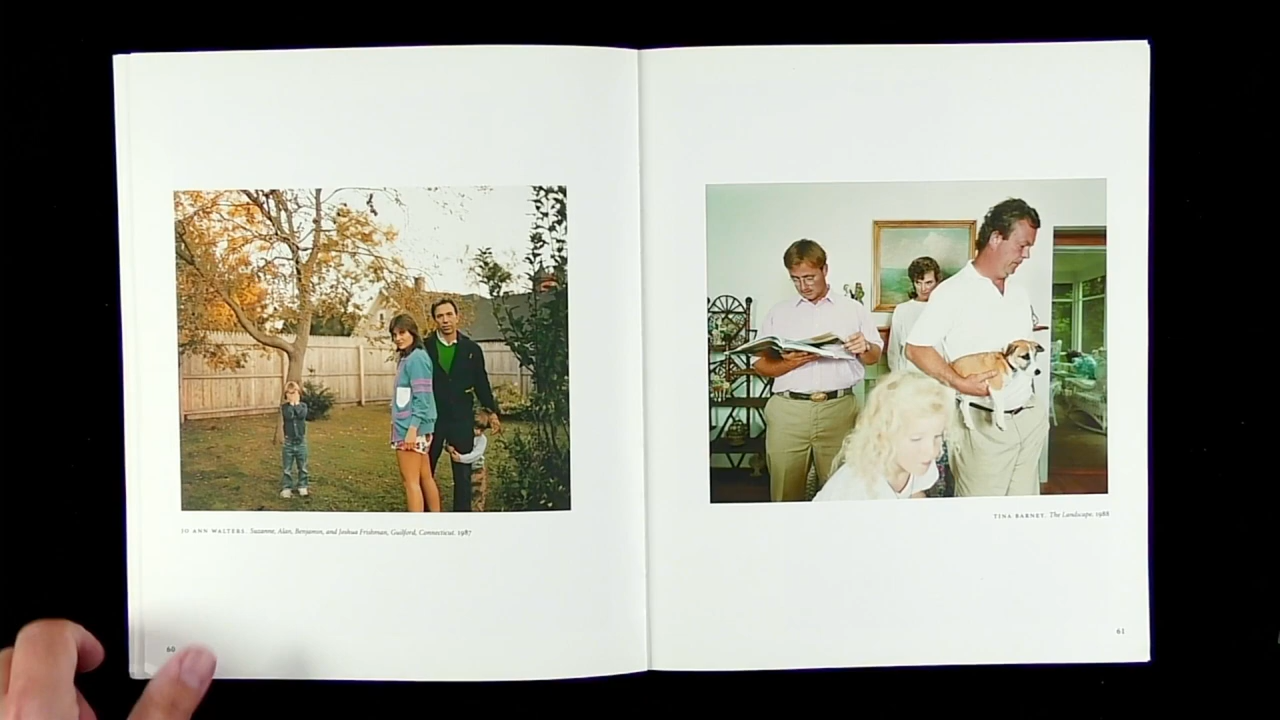 JO ANN WALTERS. Suzanne, Alan, Benjamin, and Joshua Frishman, Guilford, Connecticut. 1987
60
TINA BARNEY. The Landscape, 1988
61